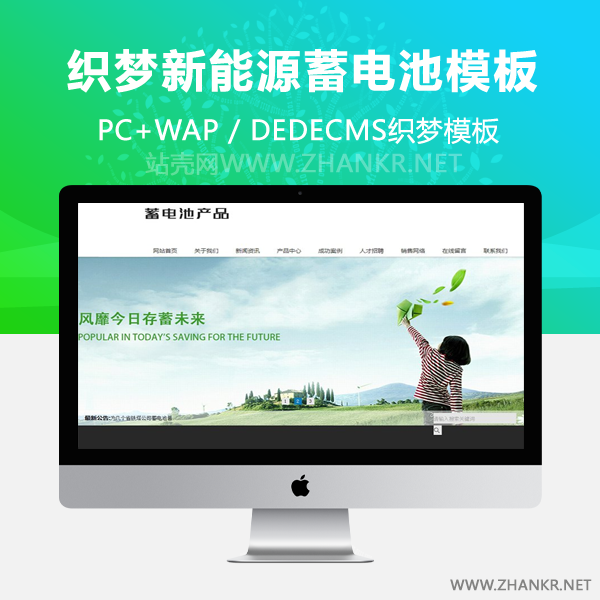 织梦新能源蓄电池模板
PC+WAP / DEDECMS织梦模板
站壳网WWW.ZHANKR.NET
蓄电池产品
网站首页 关于我们 新闻资讯 产品中心 成功案例 人才招聘 销售网络 在线留言 联系我们
风靡今日存蓄未来
POPULAR IN TODAY'S SAVING FOR THE FUTURE
1 2 3
最新公告:
WWW.ZHANKR.NET